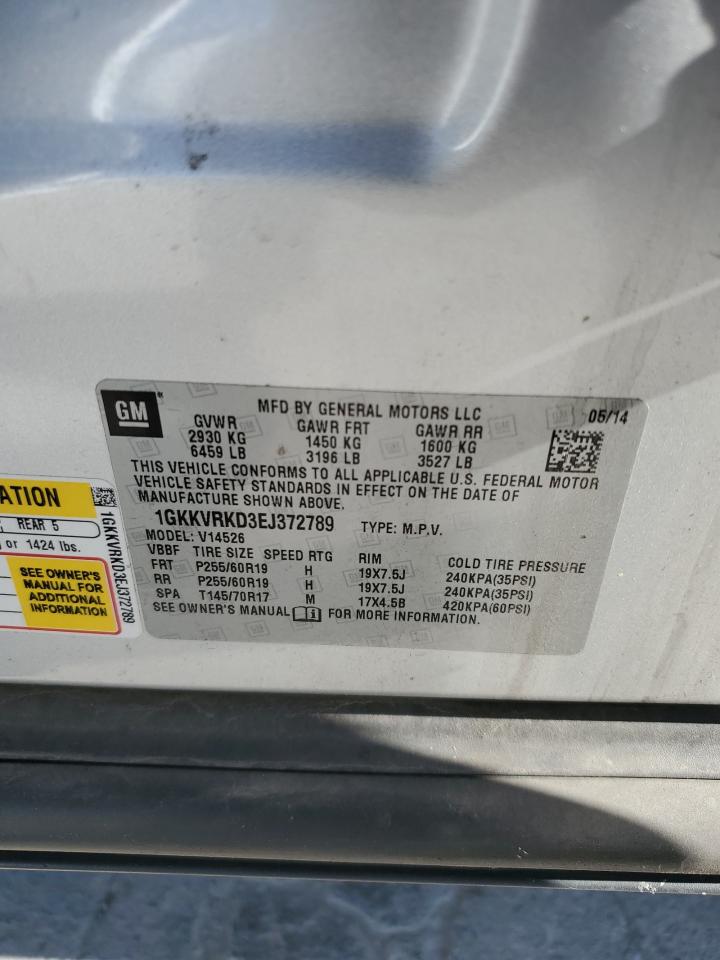 GM
MFD BY GENERAL MOTORS LLC
05/14
GVWR GAWR FRT GAWR RR
2930 KG 1450 KG 1600 KG
6459 LB 3196 LB 3527 LB
THIS VEHICLE CONFORMS TO ALL APPLICABLE U.S. FEDERAL MOTOR
VEHICLE SAFETY STANDARDS IN EFFECT ON THE DATE OF
MANUFACTURE SHOWN ABOVE.
1GKKVRKD3EJ372789 TYPE: M.P.V.
MODEL: V14526
VBBF TIRE SIZE SPEED RTG RIM COLD TIRE PRESSURE
FRT P255/60R19 H 19X7.5J 240KPA(35PSI)
RR P255/60R19 H 19X7.5J 240KPA(35PSI)
SPA T145/70R17 M 17X4.5B 420KPA(60PSI)
SEE OWNER'S MANUAL FOR MORE INFORMATION.
ATION
REAR 5
or 1424 lbs.
SEE OWNER'S
MANUAL FOR
ADDITIONAL
INFORMATION
1GKKVRKD3EJ372789